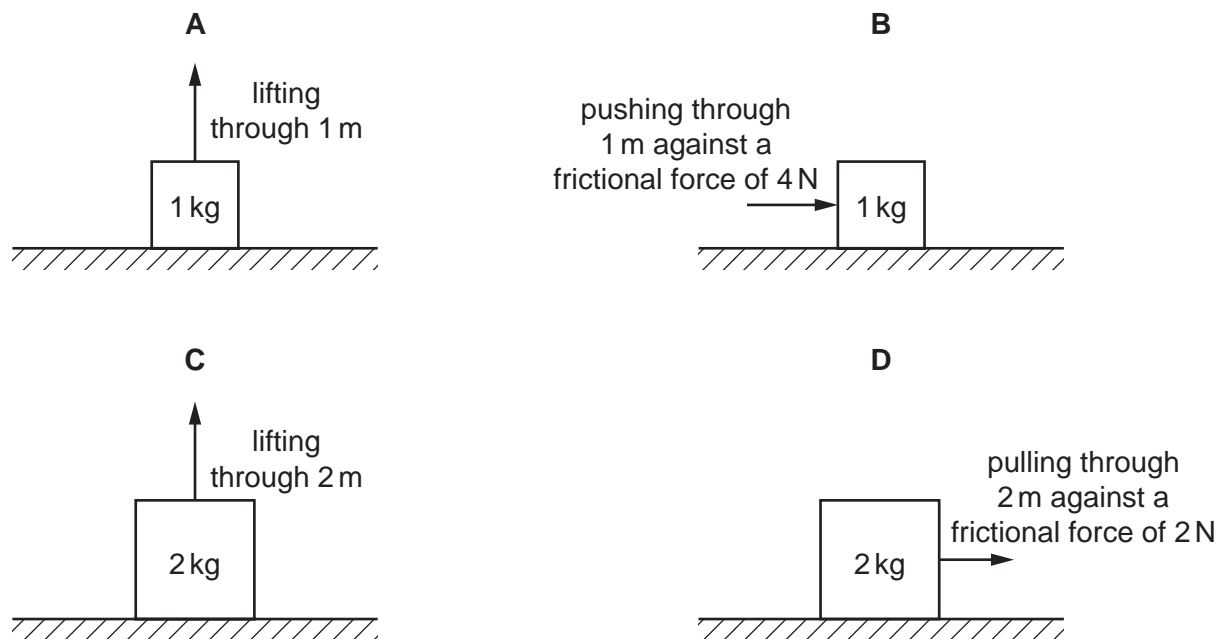 A
lifting
through 1 m
1 kg
B
pushing through
1 m against a
frictional force of 4 N
1 kg
C
lifting
through 2 m
2 kg
D
pulling through
2 m against a
frictional force of 2 N
2 kg